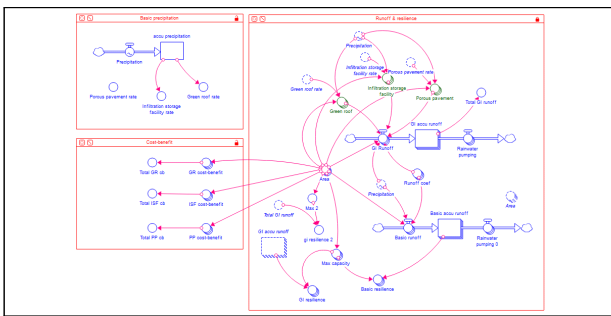 Basic precipitation
accu precipitation
Precipitation
Porous pavement rate
Infiltration storage
facility rate
Green roof rate
Cost-benefit
Total GR cb
GR cost-benefit
Total ISF cb
ISF cost-benefit
Total PP cb
PP cost-benefit
Runoff & resilience
Precipitation
Infiltration storage
facility rate
Porous pavement rate
Green roof rate
Infiltration storage
facility
Porous pavement
Total GI runoff
Green roof
GI accu runoff
GI Runoff
Rainwater
pumping
Area
Runoff coef
Precipitation
Max 2
Total GI runoff
Area
Basic accu runoff
GI accu runoff
gi resilience 2
Basic runoff
Rainwater
pumping 0
Max capacity
GI resilience
Basic resilience